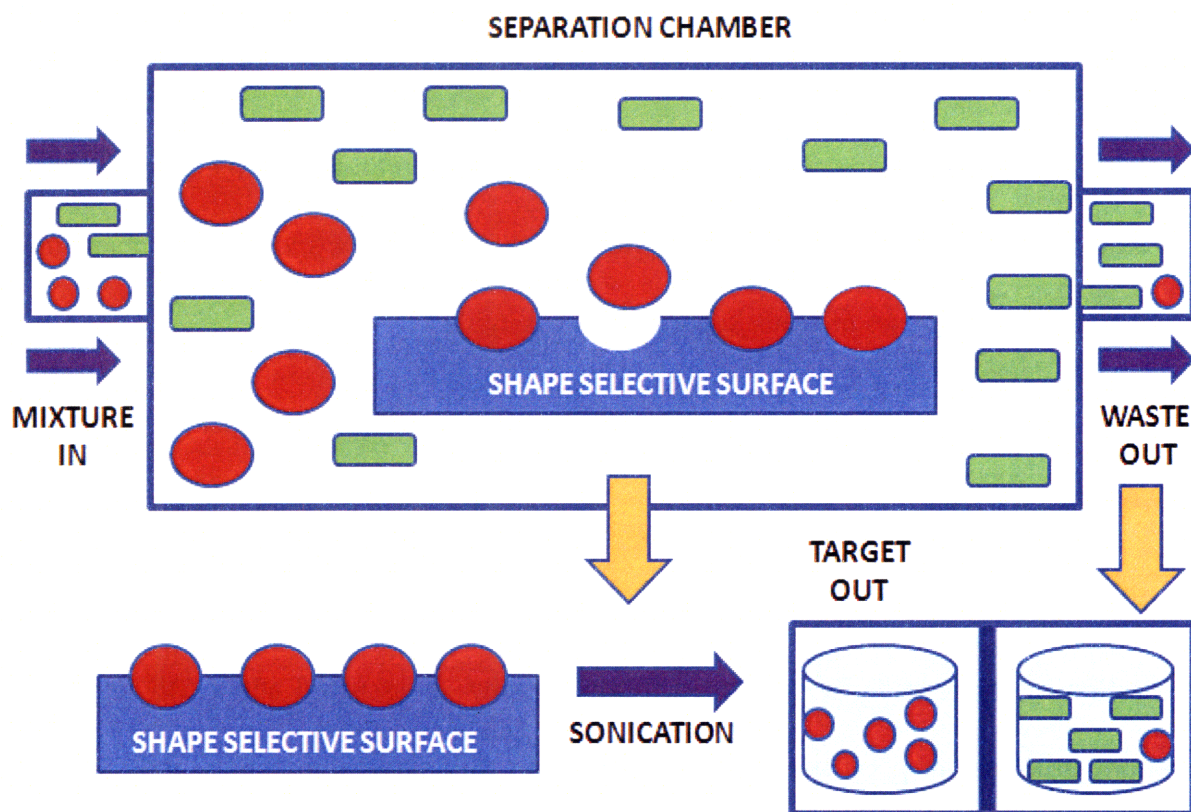 SEPARATION CHAMBER
SHAPE SELECTIVE SURFACE
MIXTURE
IN
WASTE
OUT
TARGET
OUT
SHAPE SELECTIVE SURFACE
SONICATION